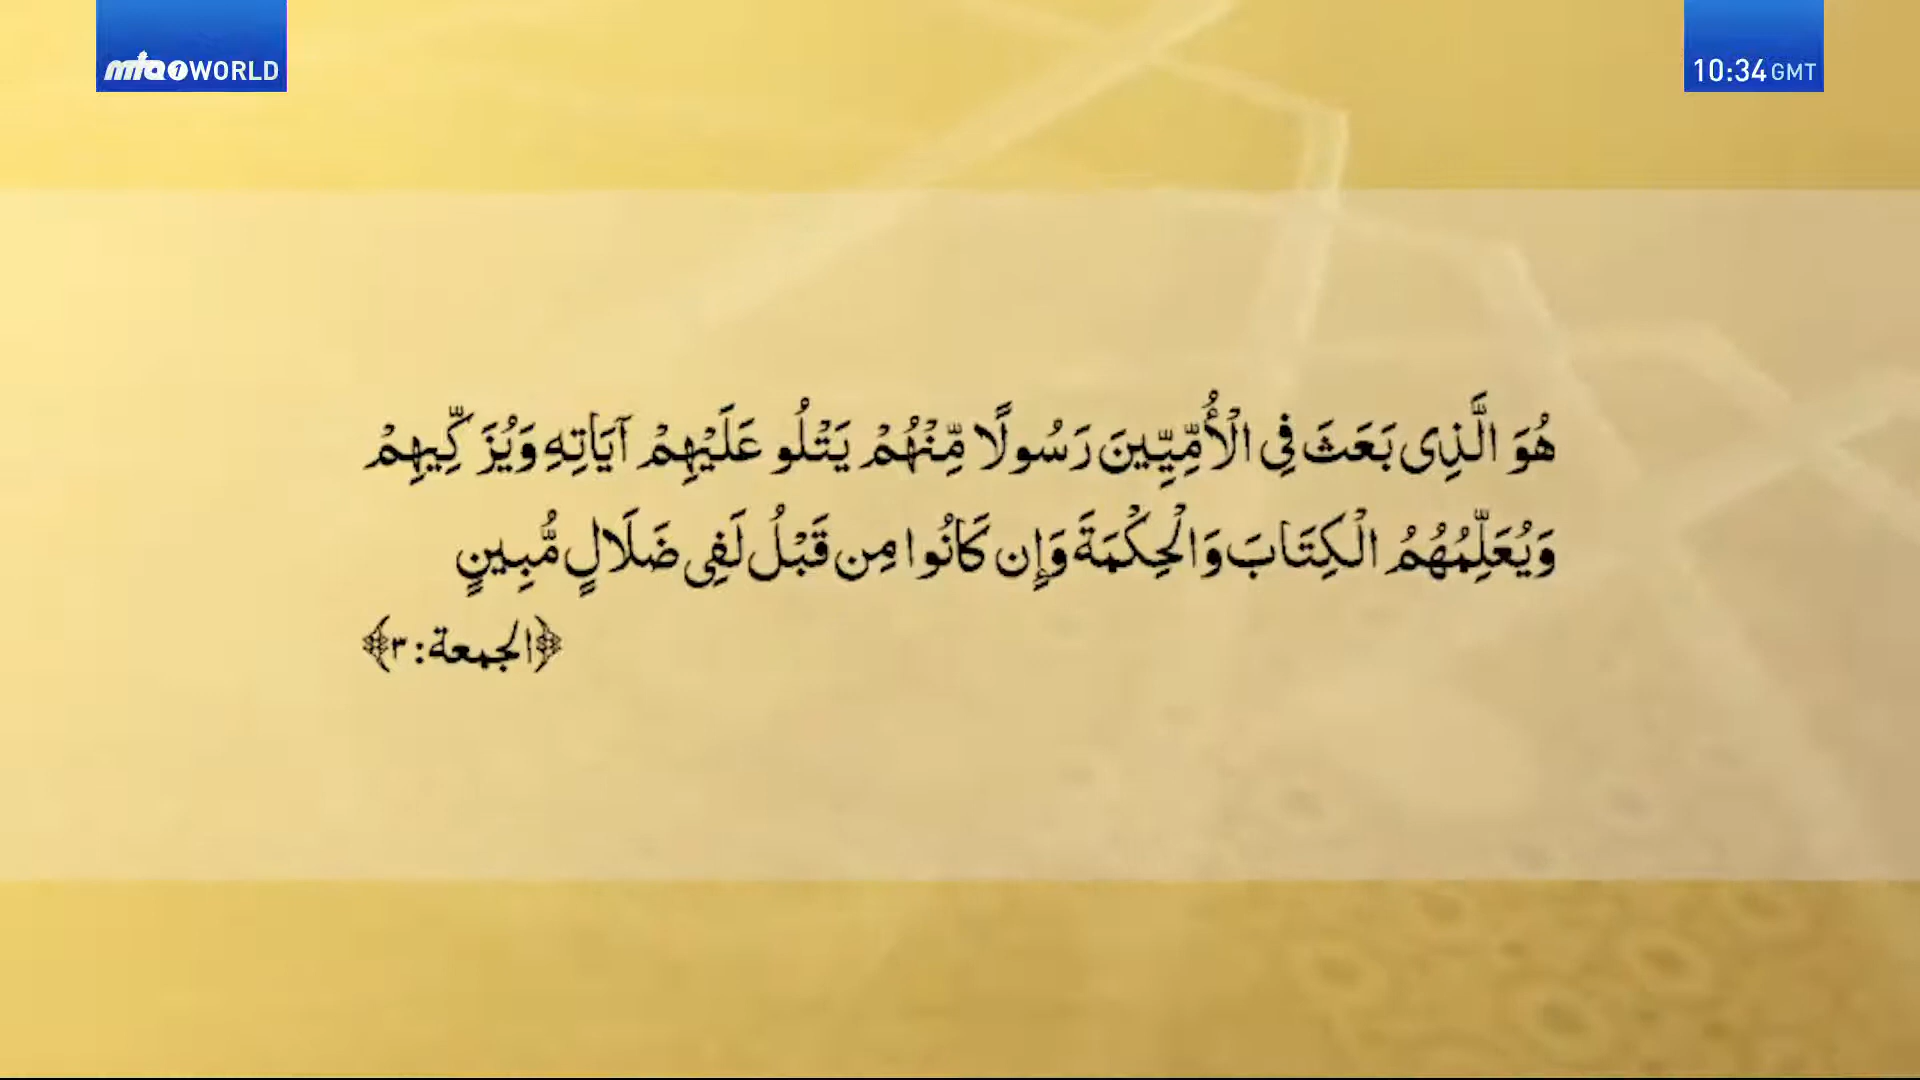 mta1 WORLD
10:34 GMT
هُوَ الَّذِى بَعَثَ فِى الْأُمِّيِّينَ رَسُولًا مِّنْهُمْ يَتْلُو عَلَيْهِمْ آيَاتِهِ وَيُزَكِّيهِمْ
وَيُعَلِّمُهُمُ الْكِتَابَ وَالْحِكْمَةَ وَإِن كَانُوا مِن قَبْلُ لَفِى ضَلَالٍ مُّبِينٍ
﴿الجمعة: ٣﴾